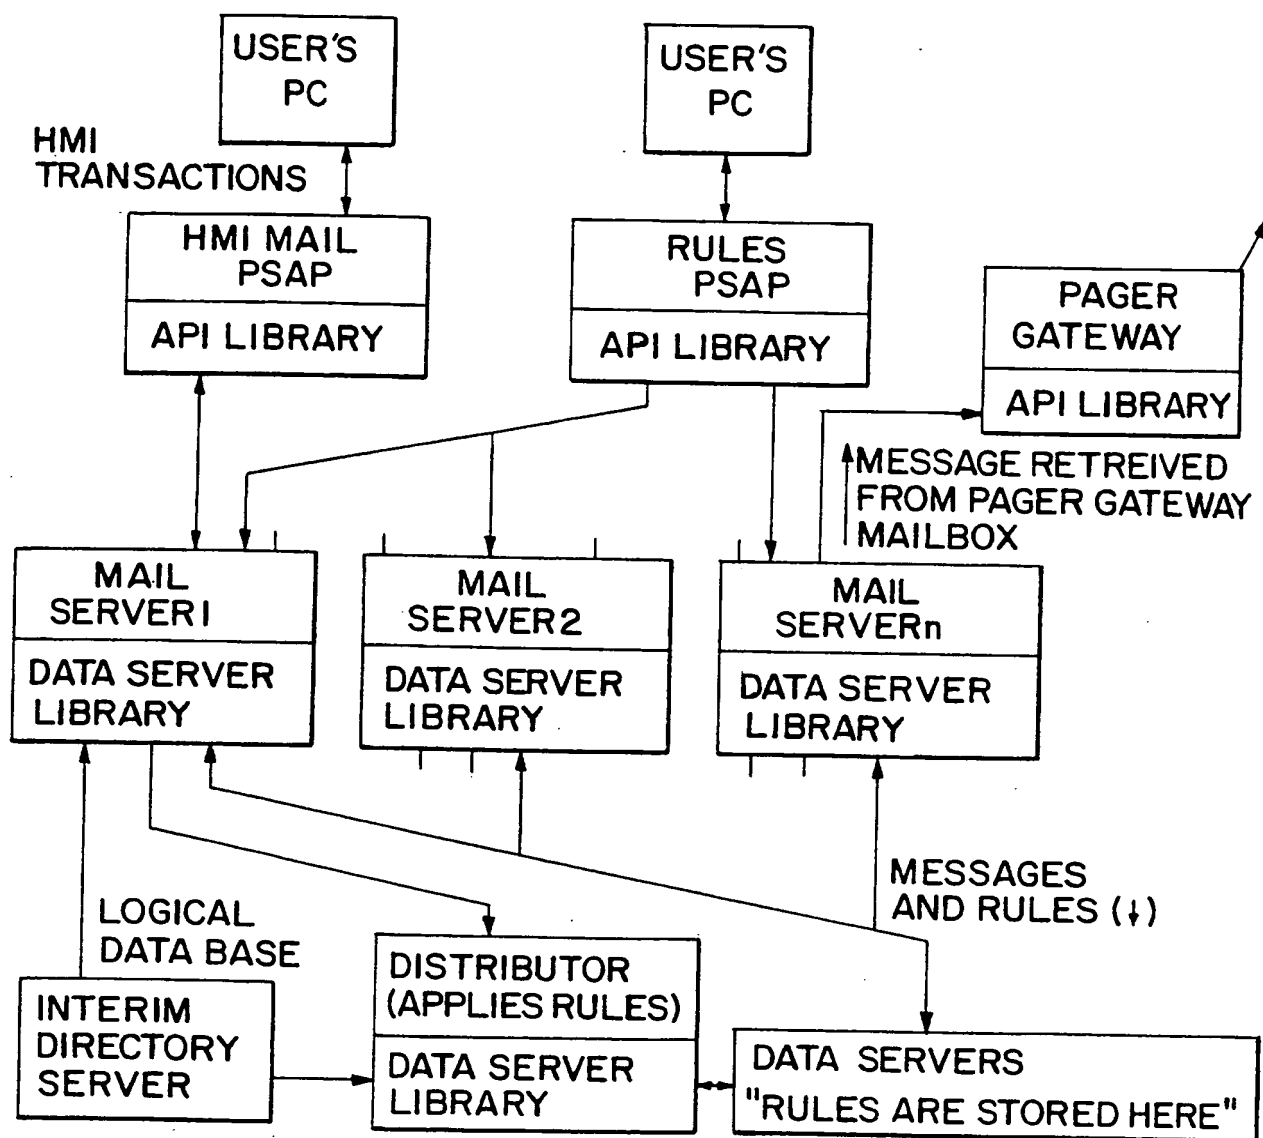 USER'S
PC
USER'S
PC
HMI
TRANSACTIONS
HMI MAIL
PSAP
API LIBRARY
RULES
PSAP
API LIBRARY
PAGER
GATEWAY
API LIBRARY
MESSAGE RETREIVED
FROM PAGER GATEWAY
MAILBOX
MAIL
SERVER1
DATA SERVER
LIBRARY
MAIL
SERVER2
DATA SERVER
LIBRARY
MAIL
SERVERn
DATA SERVER
LIBRARY
MESSAGES
AND RULES (↓)
LOGICAL
DATA BASE
INTERIM
DIRECTORY
SERVER
DISTRIBUTOR
(APPLIES RULES)
DATA SERVER
LIBRARY
DATA SERVERS
"RULES ARE STORED HERE"